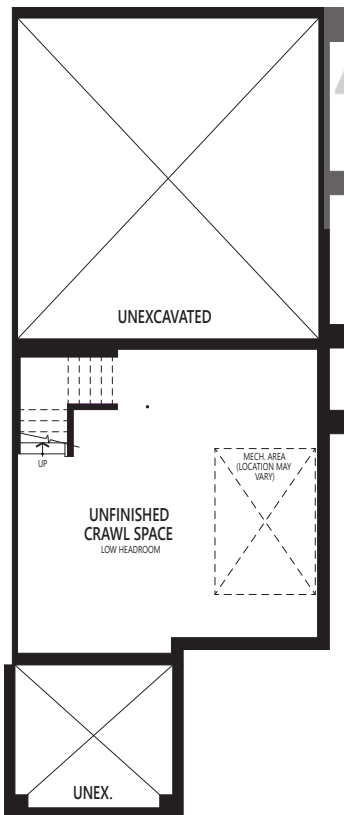 UNEXCAVATED
UP
MECH. AREA
(LOCATION MAY
VARY)
UNFINISHED
CRAWL SPACE
LOW HEADROOM
UNEX.